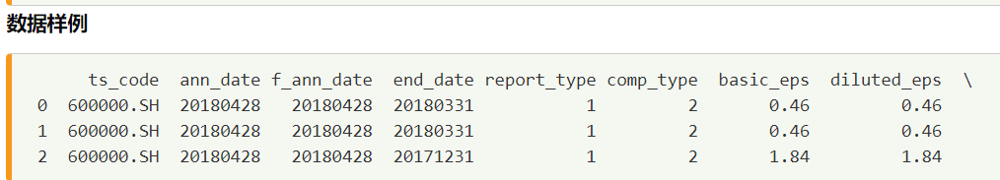 数据样例
ts_code ann_date f_ann_date end_date report_type comp_type basic_eps diluted_eps \
0 600000.SH 20180428 20180428 20180331 1 2 0.46 0.46
1 600000.SH 20180428 20180428 20180331 1 2 0.46 0.46
2 600000.SH 20180428 20180428 20171231 1 2 1.84 1.84